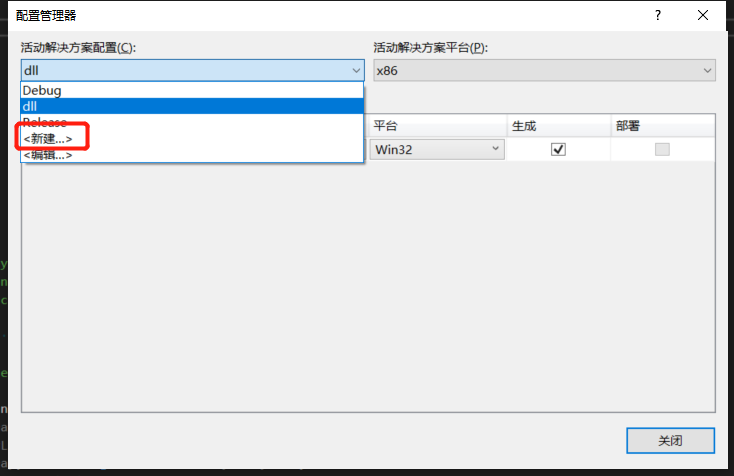 配置管理器
?
活动解决方案配置(C):
活动解决方案平台(P):
dll
x86
Debug
dll
Release
<新建...>
<编辑...>
平台
生成
部署
Win32
y
n
c
e
n
a
L
a
关闭